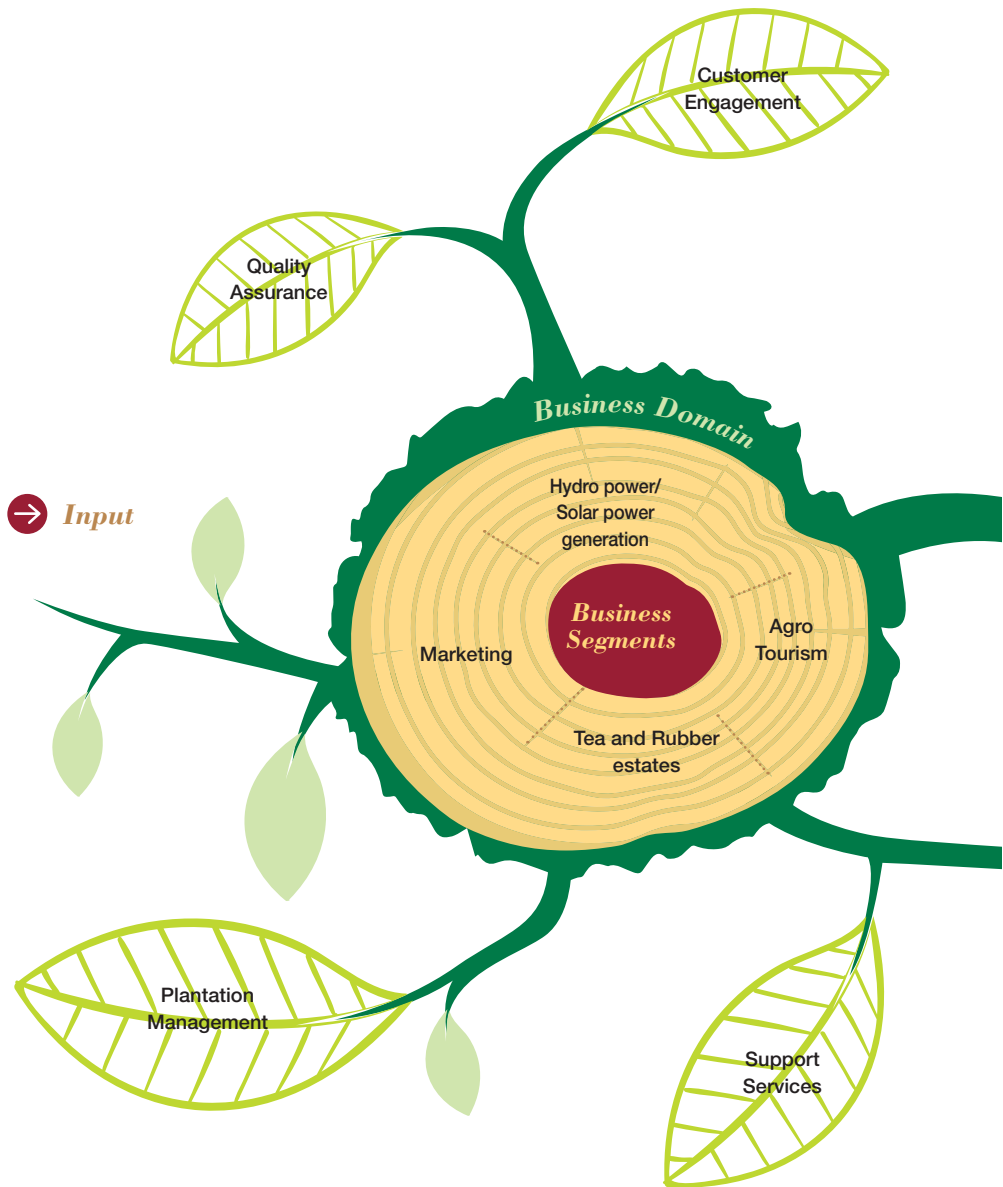 Customer
Engagement
Quality
Assurance
Business Domain
Input
Hydro power/
Solar power
generation
Business
Segments
Agro
Tourism
Marketing
Tea and Rubber
estates
Plantation
Management
Support
Services